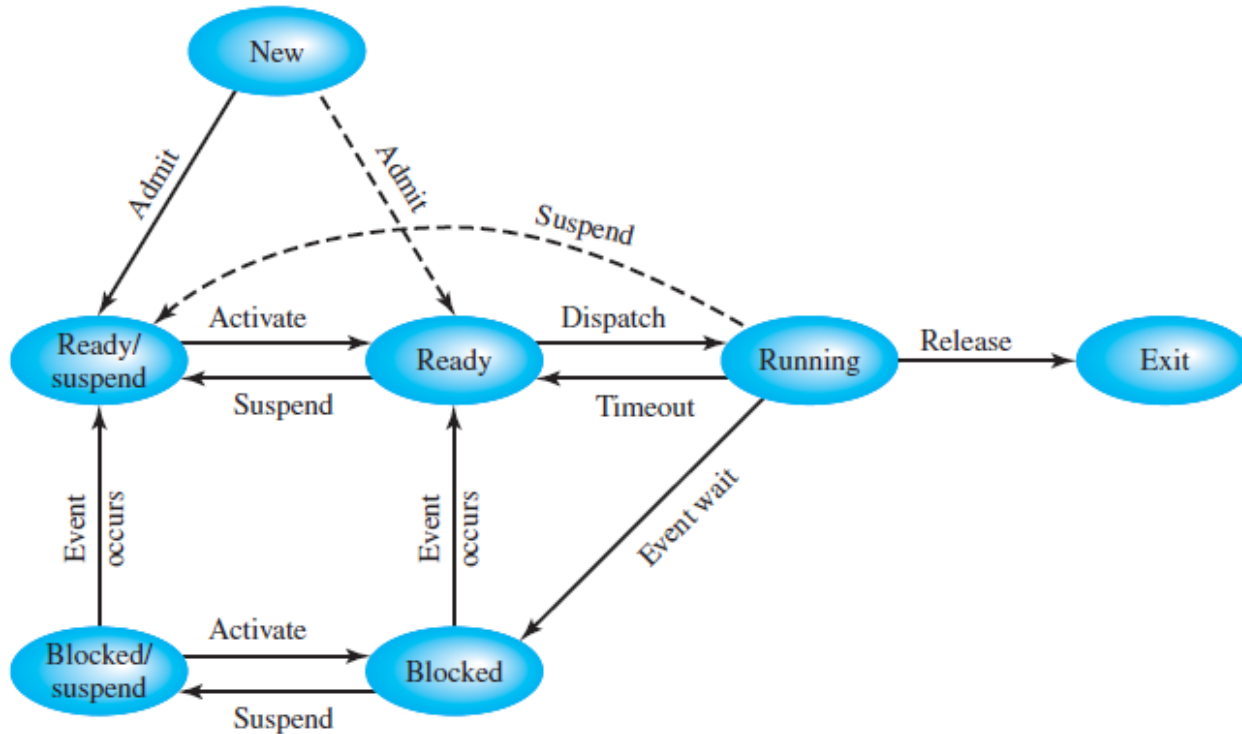 New
Admit
Admit
Suspend
Ready/
suspend
Activate
Suspend
Ready
Dispatch
Timeout
Running
Release
Exit
Event
occurs
Event
occurs
Event wait
Blocked/
suspend
Activate
Suspend
Blocked